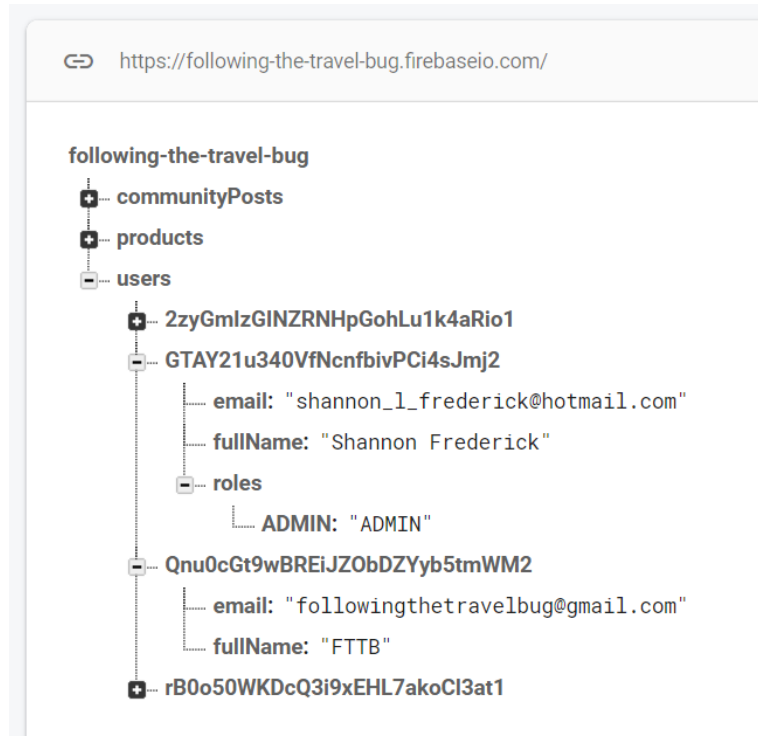 https://following-the-travel-bug.firebaseio.com/
following-the-travel-bug
communityPosts
products
users
2zyGmIzGINZRNHpGohLu1k4aRio1
GTAY21u340VfNcnfbivPCi4sJmj2
email: "shannon_l_frederick@hotmail.com"
fullName: "Shannon Frederick"
roles
ADMIN: "ADMIN"
Qnu0cGt9wBREiJZObDZYyb5tmWM2
email: "followingthetravelbug@gmail.com"
fullName: "FTTB"
rB0o50WKDcQ3i9xEHL7akoCl3at1